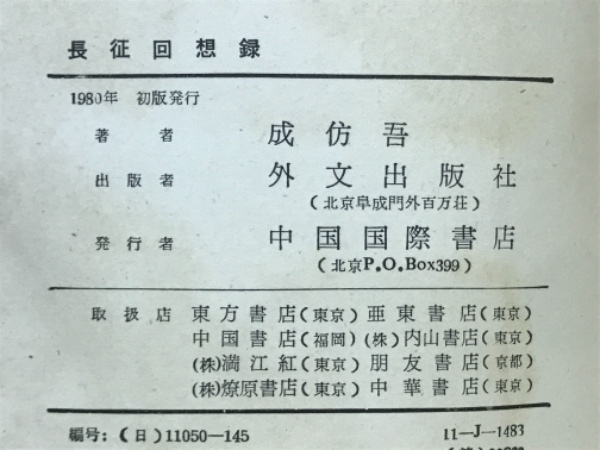 長征回想録
1980年 初版発行
著者 成仿吾
出版者 外文出版社
(北京阜成門外百万荘)
発行者 中国国際書店
(北京P.O.Box399)
取扱店 東方書店(東京) 亜東書店(東京)
中国書店(福岡) (株)内山書店(東京)
(株)満江紅(東京) 朋友書店(京都)
(株)燎原書店(東京) 中華書店(東京)
編号:(日)11050—145
11—J—1483